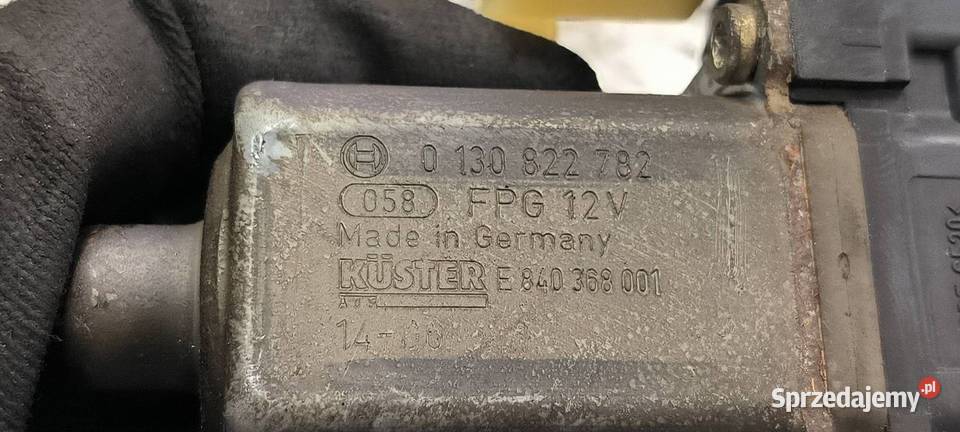 0 130 822 782
058 FPG 12V
Made in Germany
KÜSTER E 840 368 001
Sprzedajemy.pl